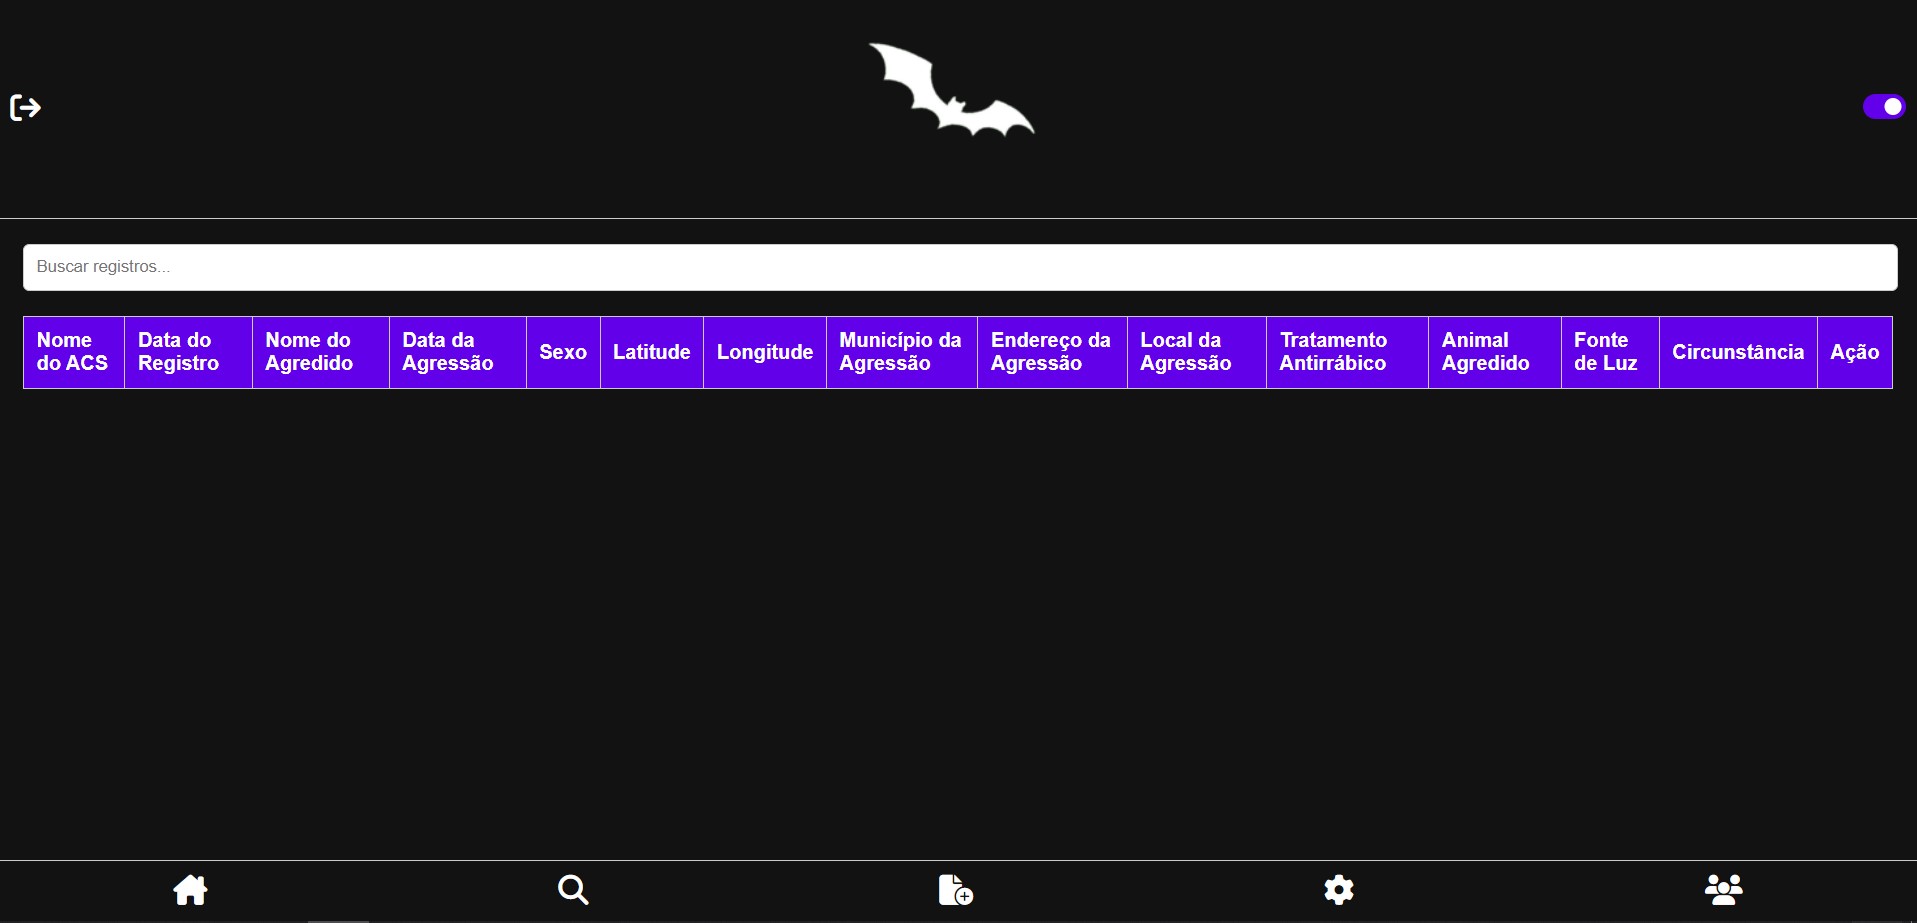 Buscar registros...
Nome do ACS
Data do Registro
Nome do Agredido
Data da Agressão
Sexo
Latitude
Longitude
Município da Agressão
Endereço da Agressão
Local da Agressão
Tratamento Antirrábico
Animal Agredido
Fonte de Luz
Circunstância
Ação